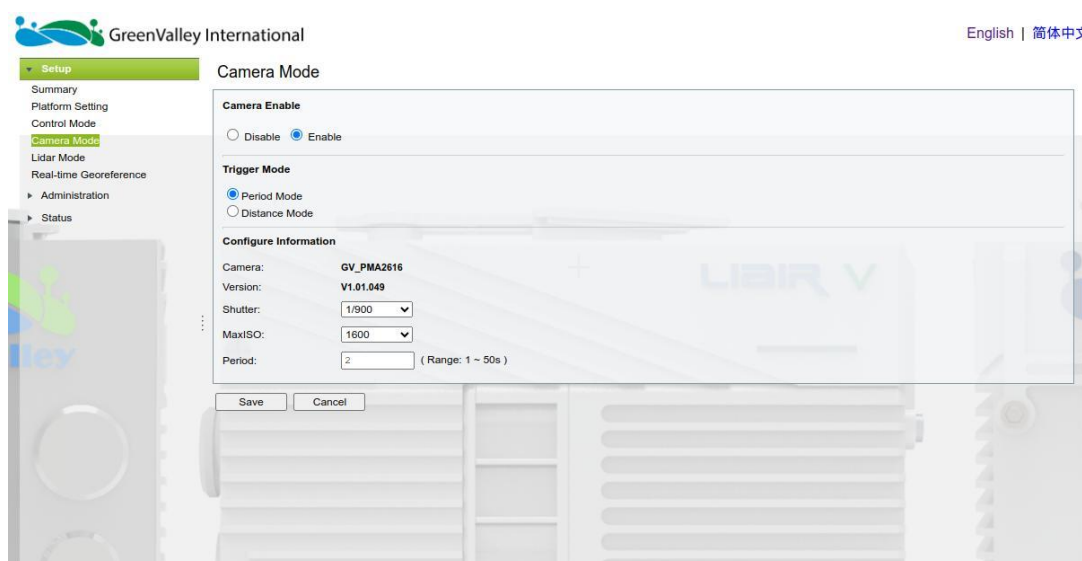 GreenValley International
English | 简体中文
Setup
Summary
Platform Setting
Control Mode
Camera Mode
Lidar Mode
Real-time Georeference
Administration
Status
Camera Mode
Camera Enable
Disable Enable
Trigger Mode
Period Mode
Distance Mode
Configure Information
Camera: GV_PMA2616
Version: V1.01.049
Shutter: 1/900
MaxISO: 1600
Period: 2 ( Range: 1 ~ 50s )
Save Cancel
LIAIR V
lley